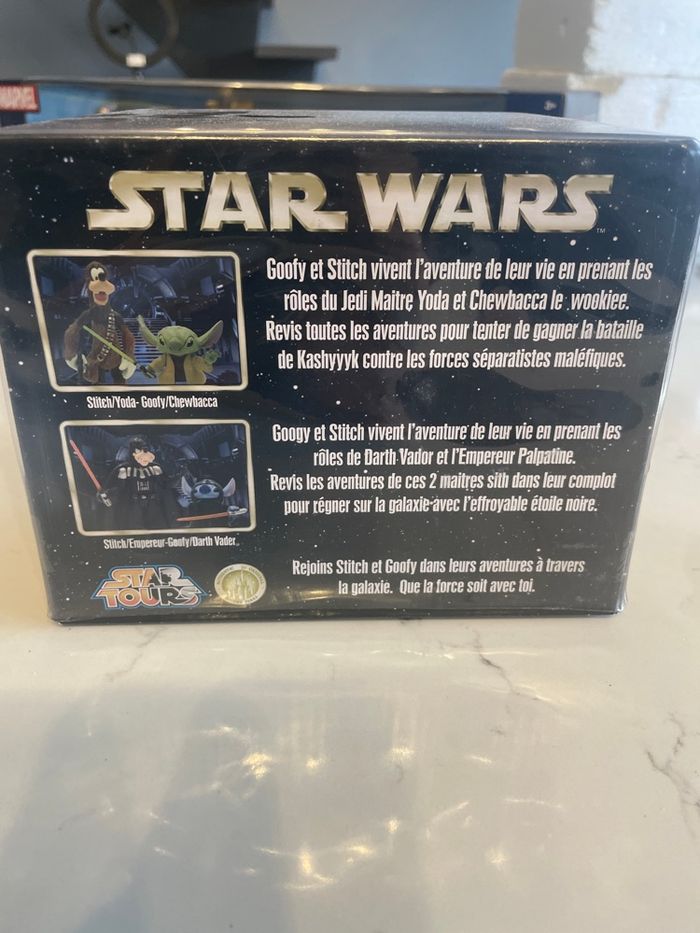 MARVEL
STAR WARS
TM
Goofy et Stitch vivent l'aventure de leur vie en prenant les
rôles du Jedi Maitre Yoda et Chewbacca le wookiee.
Revis toutes les aventures pour tenter de gagner la bataille
de Kashyyyk contre les forces séparatistes maléfiques.
Stitch/Yoda- Goofy/Chewbacca
Googy et Stitch vivent l'aventure de leur vie en prenant les
rôles de Darth Vador et l'Empereur Palpatine.
Revis les aventures de ces 2 maitres sith dans leur complot
pour régner sur la galaxie avec l'effroyable étoile noire.
Stitch/Empereur-Goofy/Darth Vader
Rejoins Stitch et Goofy dans leurs aventures à travers
la galaxie. Que la force soit avec toi.
STAR
TOURS